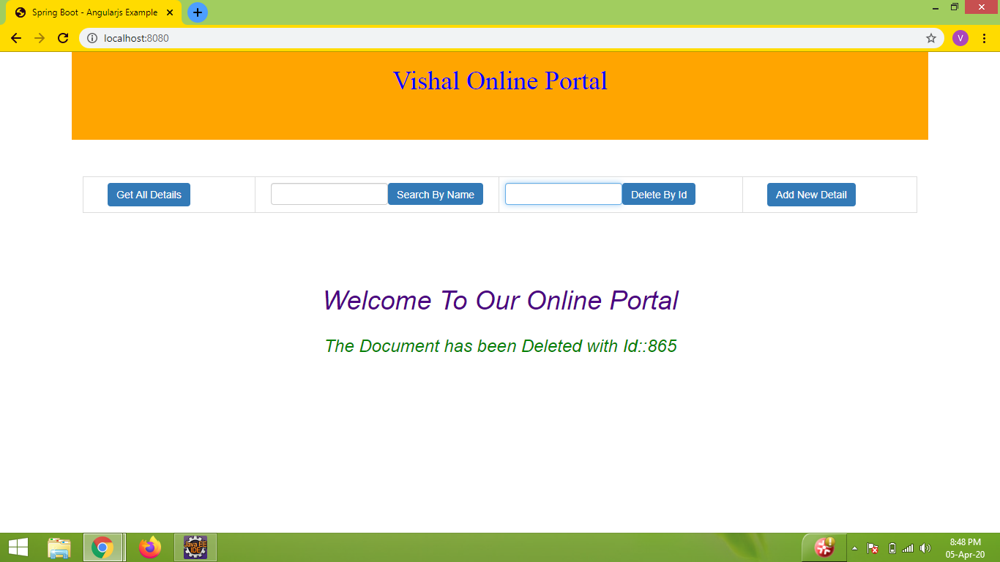 Spring Boot - Angularjs Example
localhost:8080
V
Vishal Online Portal
Get All Details
Search By Name
Delete By Id
Add New Detail
Welcome To Our Online Portal
The Document has been Deleted with Id::865
Java EE
IDE
8:48 PM
05-Apr-20